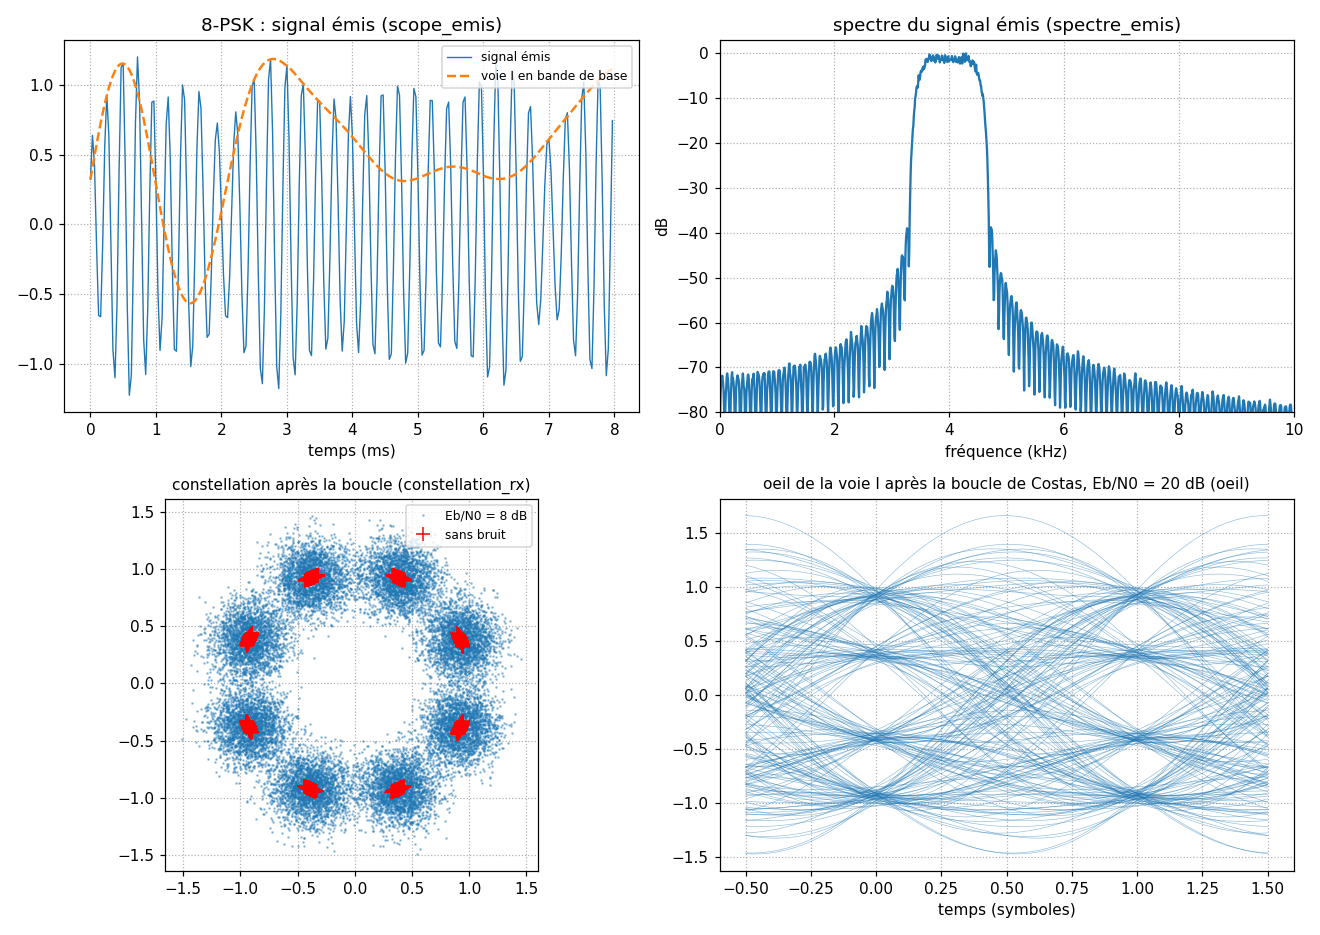 8-PSK : signal émis (scope_emis)
signal émis
voie I en bande de base
1.0
0.5
0.0
−0.5
−1.0
0 1 2 3 4 5 6 7 8
temps (ms)
spectre du signal émis (spectre_emis)
dB
0
−10
−20
−30
−40
−50
−60
−70
−80
0 2 4 6 8 10
fréquence (kHz)
constellation après la boucle (constellation_rx)
Eb/N0 = 8 dB
sans bruit
1.5
1.0
0.5
0.0
−0.5
−1.0
−1.5
−1.5 −1.0 −0.5 0.0 0.5 1.0 1.5
oeil de la voie I après la boucle de Costas, Eb/N0 = 20 dB (oeil)
1.5
1.0
0.5
0.0
−0.5
−1.0
−1.5
−0.50 −0.25 0.00 0.25 0.50 0.75 1.00 1.25 1.50
temps (symboles)